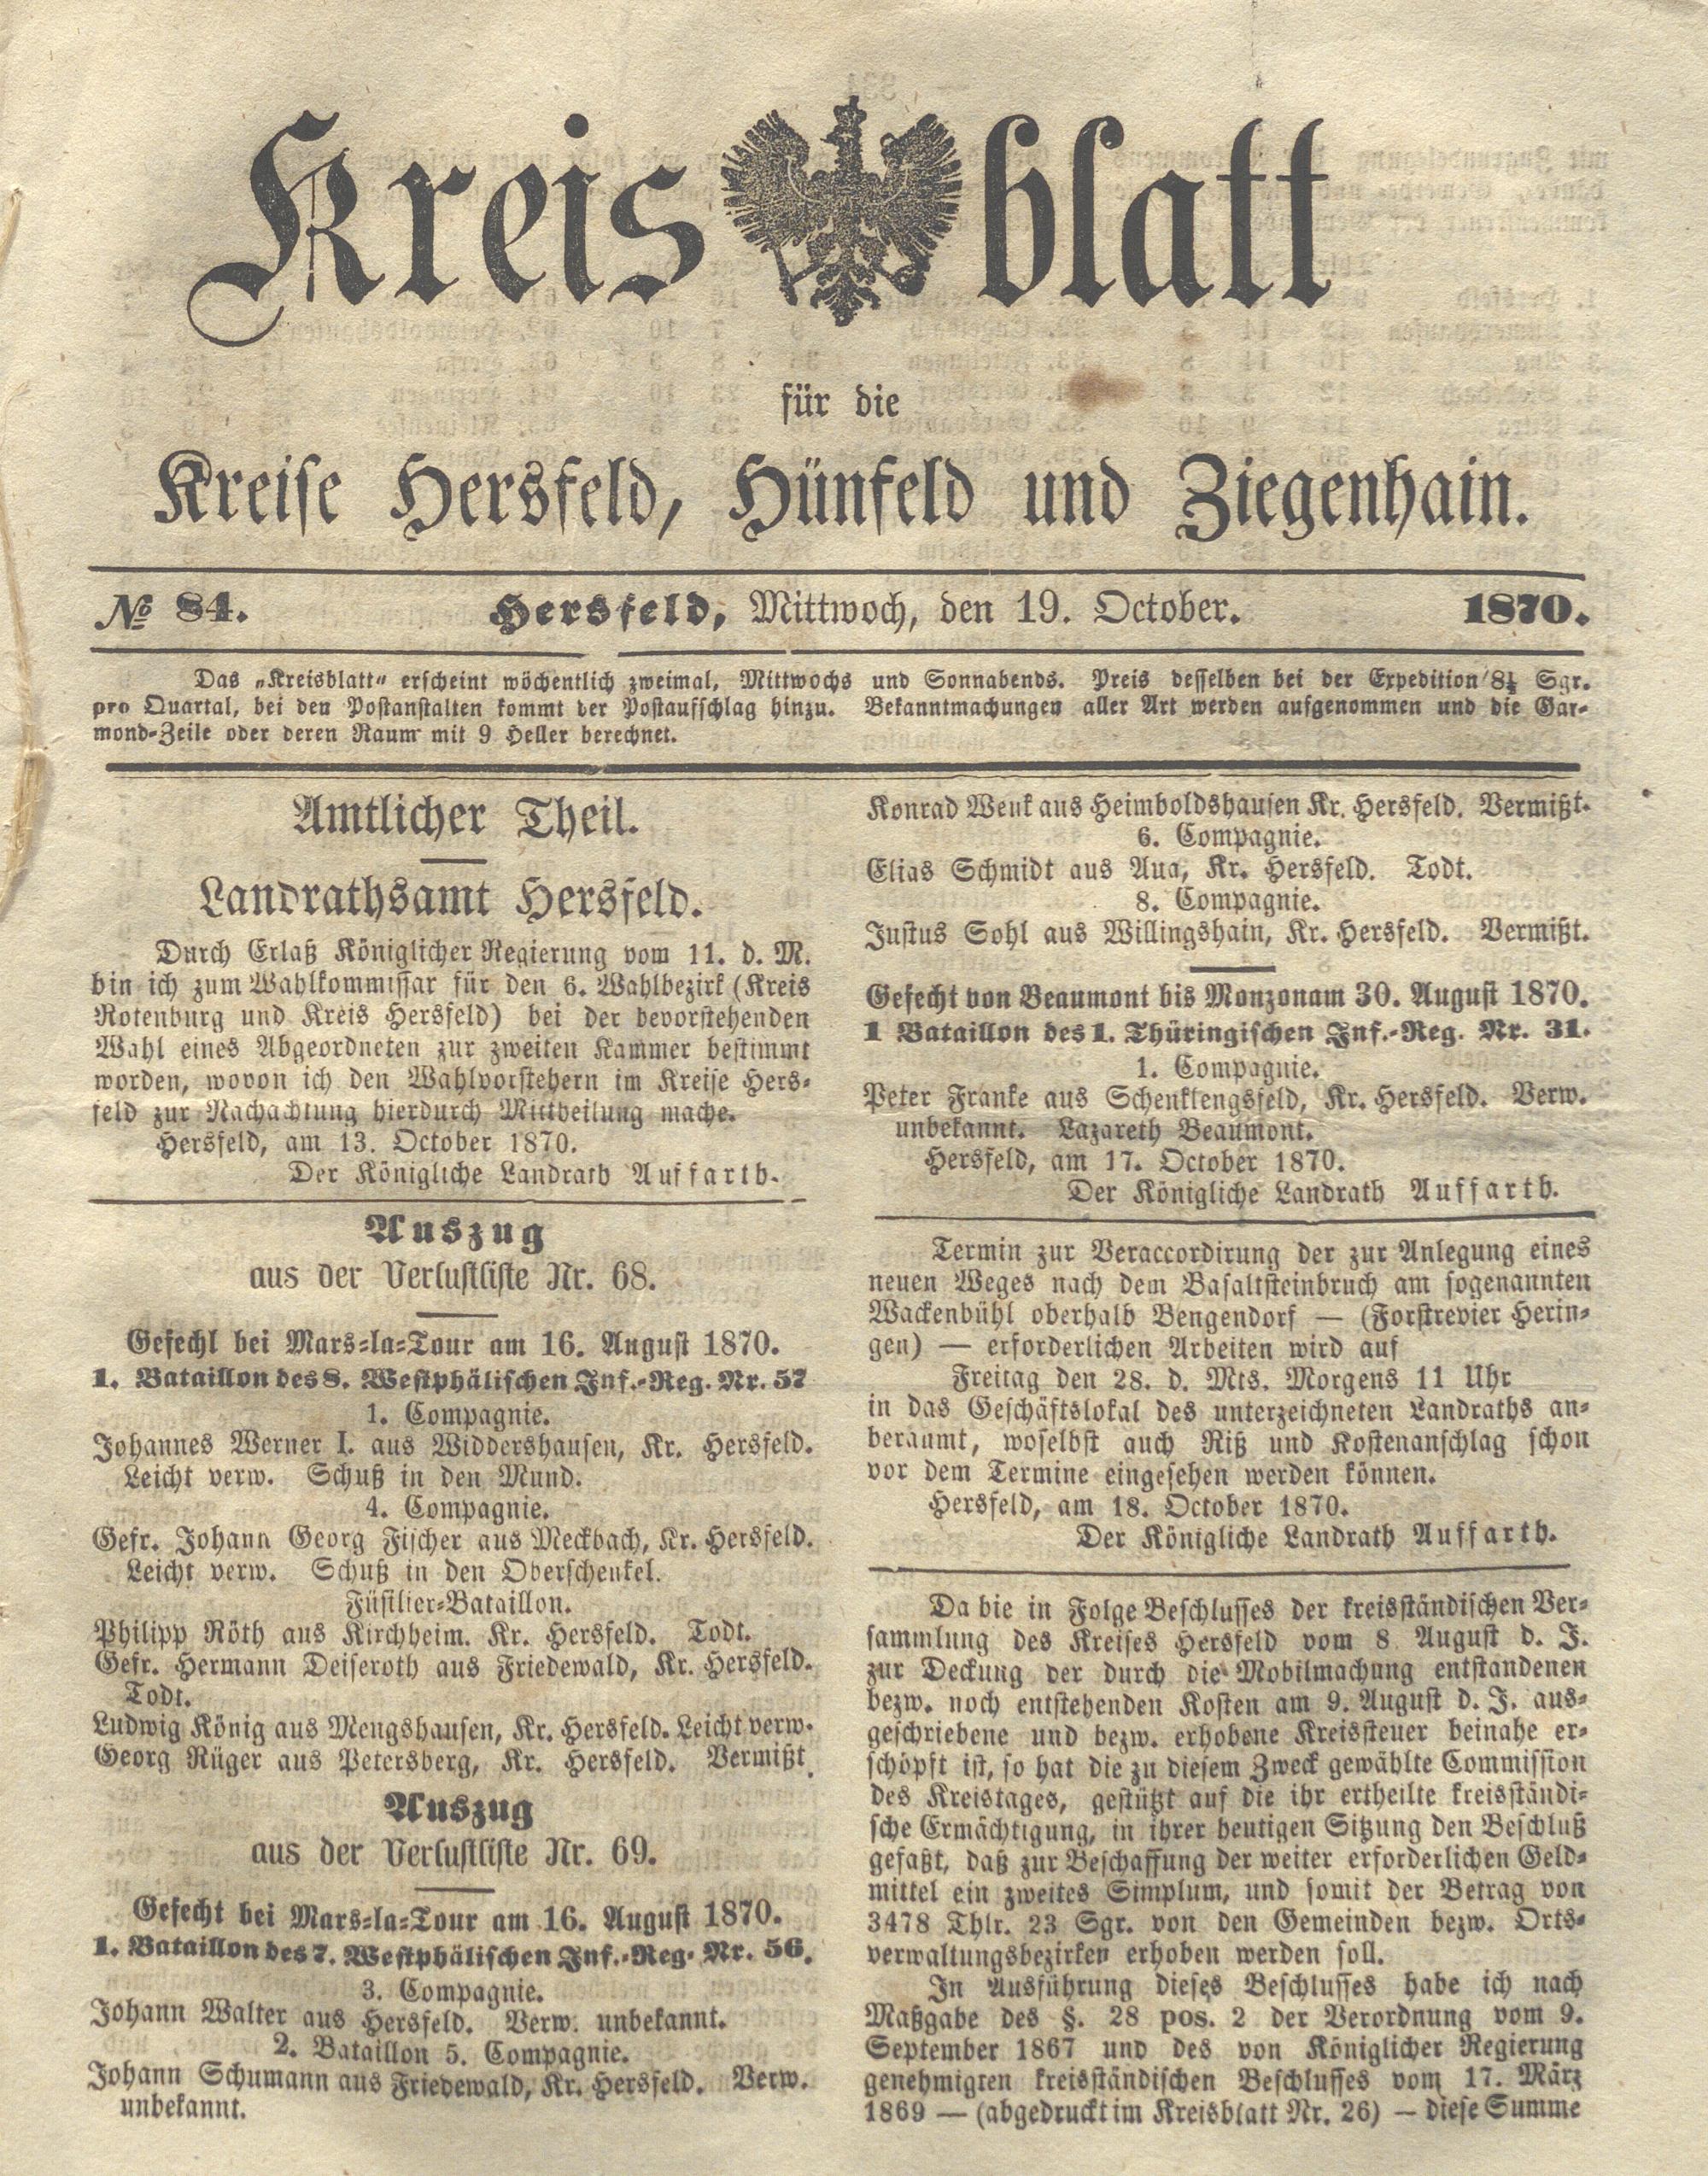 Kreisblatt
für die
Kreise Hersfeld, Hünfeld und Ziegenhain.
№ 84. Hersfeld, Mittwoch, den 19. October. 1870.
Das „Kreisblatt“ erscheint wöchentlich zweimal, Mittwochs und Sonnabends. Preis desselben bei der Expedition 8½ Sgr.
pro Quartal, bei den Postanstalten kommt der Postaufschlag hinzu. Bekanntmachungen aller Art werden aufgenommen und die Gar-
mond-Zeile oder deren Raum mit 9 Heller berechnet.
Amtlicher Theil.
Landrathsamt Hersfeld.
Durch Erlaß Königlicher Regierung vom 11. d. M.
bin ich zum Wahlkommissar für den 6. Wahlbezirk (Kreis
Rotenburg und Kreis Hersfeld) bei der bevorstehenden
Wahl eines Abgeordneten zur zweiten Kammer bestimmt
worden, wovon ich den Wahlvorstehern im Kreise Hers-
feld zur Nachachtung hierdurch Mittheilung mache.
Hersfeld, am 13. October 1870.
Der Königliche Landrath Auffarth.
Auszug
aus der Verlustliste Nr. 68.
Gefechl bei Mars-la-Tour am 16. August 1870.
1. Bataillon des 8. Westphälischen Inf.-Reg. Nr. 57
1. Compagnie.
Johannes Werner I. aus Widdershausen, Kr. Hersfeld.
Leicht verw. Schuß in den Mund.
4. Compagnie.
Gefr. Johann Georg Fischer aus Meckbach, Kr. Hersfeld.
Leicht verw. Schuß in den Oberschenkel.
Füsilier-Bataillon.
Philipp Röth aus Kirchheim. Kr. Hersfeld. Todt.
Gefr. Hermann Deiseroth aus Friedewald, Kr. Hersfeld.
Todt.
Ludwig König aus Mengshausen, Kr. Hersfeld. Leicht verw.
Georg Rüger aus Petersberg, Kr. Hersfeld. Vermißt.
Auszug
aus der Verlustliste Nr. 69.
Gefecht bei Mars-la-Tour am 16. August 1870.
1. Bataillon des 7. Westphälischen Inf.-Reg. Nr. 56.
3. Compagnie.
Johann Walter aus Hersfeld. Verw. unbekannt.
2. Bataillon 5. Compagnie.
Johann Schumann aus Friedewald, Kr. Hersfeld. Verw.
unbekannt.
Konrad Wenk aus Heimboldshausen Kr. Hersfeld. Vermißt.
6. Compagnie.
Elias Schmidt aus Aua, Kr. Hersfeld. Todt.
8. Compagnie.
Justus Sohl aus Willingshain, Kr. Hersfeld. Vermißt.
Gefecht von Beaumont bis Monzonam 30. August 1870.
1 Bataillon des 1. Thüringischen Inf.-Reg. Nr. 31.
1. Compagnie.
Peter Franke aus Schenklengsfeld, Kr. Hersfeld. Verw.
unbekannt. Lazareth Beaumont.
Hersfeld, am 17. October 1870.
Der Königliche Landrath Auffarth.
Termin zur Veraccordirung der zur Anlegung eines
neuen Weges nach dem Basaltsteinbruch am sogenannten
Wackenbühl oberhalb Bengendorf — (Forstrevier Herin-
gen) — erforderlichen Arbeiten wird auf
Freitag den 28. d. Mts. Morgens 11 Uhr
in das Geschäftslokal des unterzeichneten Landraths an-
beraumt, woselbst auch Riß und Kostenanschlag schon
vor dem Termine eingesehen werden können.
Hersfeld, am 18. October 1870.
Der Königliche Landrath Auffarth.
Da bie in Folge Beschlusses der kreisständischen Ver-
sammlung des Kreises Hersfeld vom 8 August d. J.
zur Deckung der durch die Mobilmachung entstandenen
bezw. noch entstehenden Kosten am 9. August d. J. aus-
geschriebene und bezw. erhobene Kreissteuer beinahe er-
schöpft ist, so hat die zu diesem Zweck gewählte Commission
des Kreistages, gestützt auf die ihr ertheilte kreisständi-
sche Ermächtigung, in ihrer heutigen Sitzung den Beschluß
gefaßt, daß zur Beschaffung der weiter erforderlichen Geld-
mittel ein zweites Simplum, und somit der Betrag von
3478 Thlr. 23 Sgr. von den Gemeinden bezw. Orts-
verwaltungsbezirken erhoben werden soll.
In Ausführung dieses Beschlusses habe ich nach
Maßgabe des §. 28 pos. 2 der Verordnung vom 9.
September 1867 und des von Königlicher Regierung
genehmigren kreisständischen Beschlusses vom 17. März
1869 — (abgedruckt im Kreisblatt Nr. 26) — diese Summe